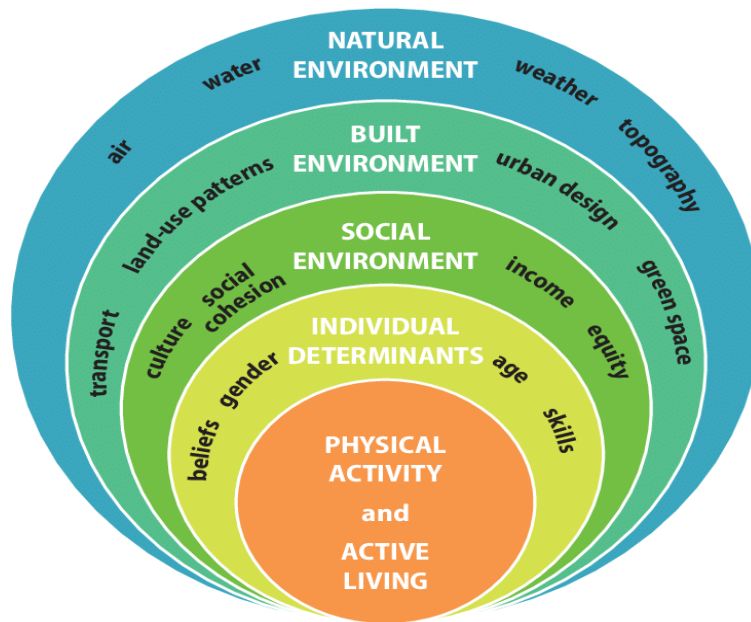 NATURAL
ENVIRONMENT
air
water
weather
topography
BUILT
ENVIRONMENT
transport
land-use patterns
urban design
green space
SOCIAL
ENVIRONMENT
culture
social
cohesion
income
equity
INDIVIDUAL
DETERMINANTS
beliefs
gender
age
skills
PHYSICAL
ACTIVITY
and
ACTIVE
LIVING